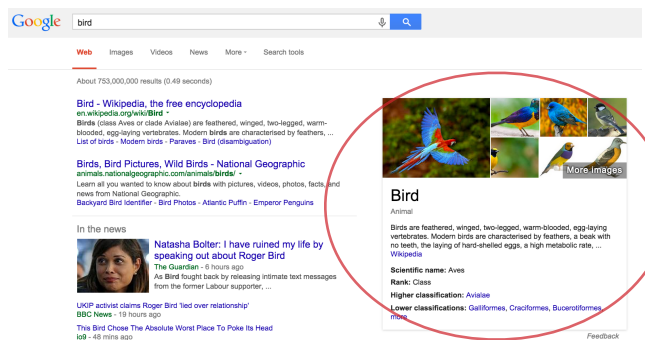 Google
bird
Web Images Videos News More Search tools
About 753,000,000 results (0.49 seconds)
Bird - Wikipedia, the free encyclopedia
en.wikipedia.org/wiki/Bird
Birds (class Aves or clade Avialae) are feathered, winged, two-legged, warm-
blooded, egg-laying vertebrates. Modern birds are characterised by feathers, ...
List of birds - Modern birds - Paraves - Bird (disambiguation)
Birds, Bird Pictures, Wild Birds - National Geographic
animals.nationalgeographic.com/animals/birds/
Learn all you wanted to know about birds with pictures, videos, photos, facts, and
news from National Geographic.
Backyard Bird Identifier - Bird Photos - Atlantic Puffin - Emperor Penguins
In the news
Natasha Bolter: I have ruined my life by
speaking out about Roger Bird
The Guardian - 6 hours ago
As Bird fought back by releasing intimate text messages
from the former Labour supporter, ...
UKIP activist claims Roger Bird 'lied over relationship'
BBC News - 19 hours ago
This Bird Chose The Absolute Worst Place To Poke Its Head
io9 - 48 mins ago
More images
Bird
Animal
Birds are feathered, winged, two-legged, warm-blooded, egg-laying
vertebrates. Modern birds are characterised by feathers, a beak with
no teeth, the laying of hard-shelled eggs, a high metabolic rate, ...
Wikipedia
Scientific name: Aves
Rank: Class
Higher classification: Avialae
Lower classifications: Galliformes, Craciformes, Bucerotiformes,
more
Feedback